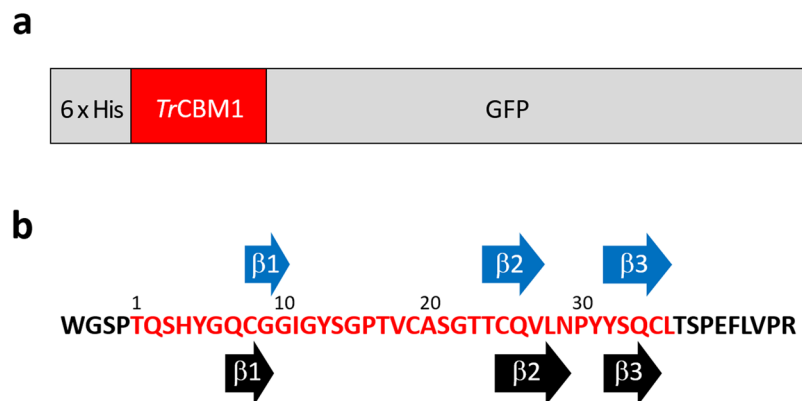 a
6 x His TrCBM1 GFP
b
β1 β2 β3
1 10 20 30
WGSPTQSHYGQCGGIGYSGPTVCASGTTCQVLNPYYSQCLTSPEFLVPR
β1 β2 β3